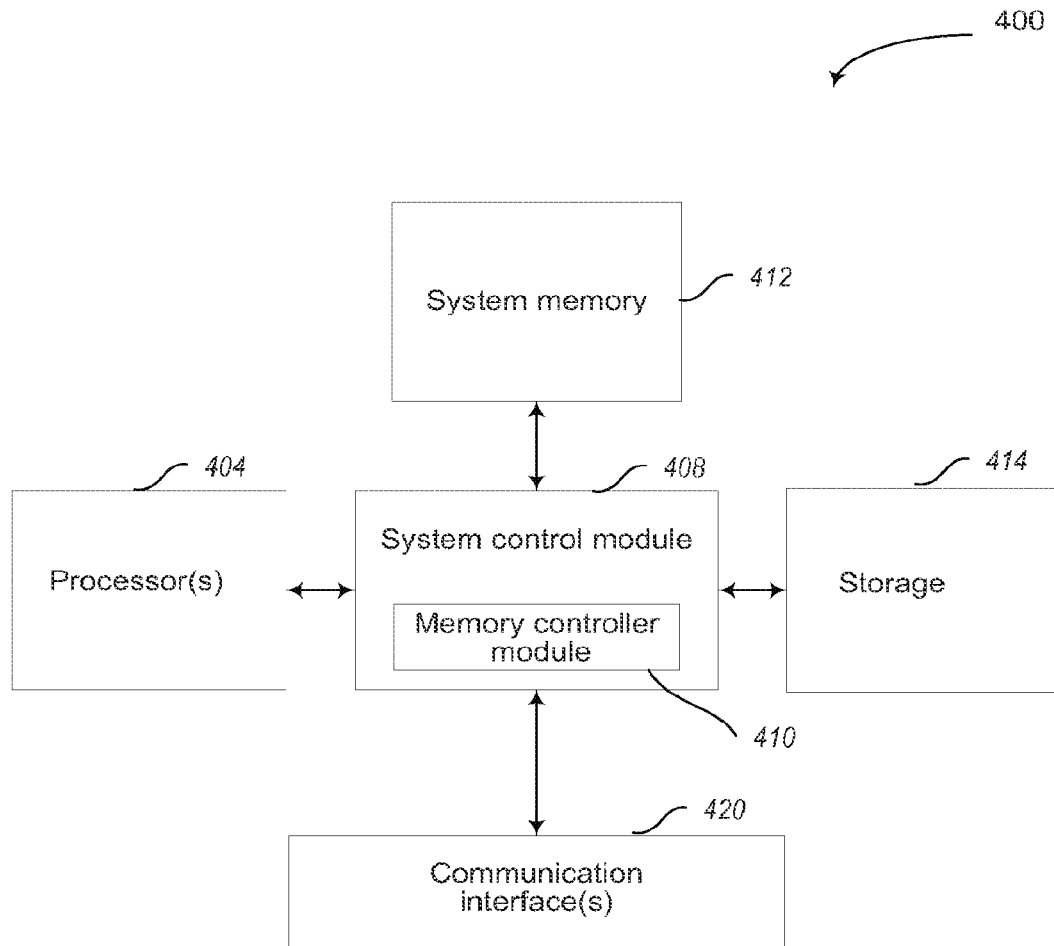 400
System memory
412
404
408
414
System control module
Processor(s)
Storage
Memory controller
module
410
420
Communication
interface(s)